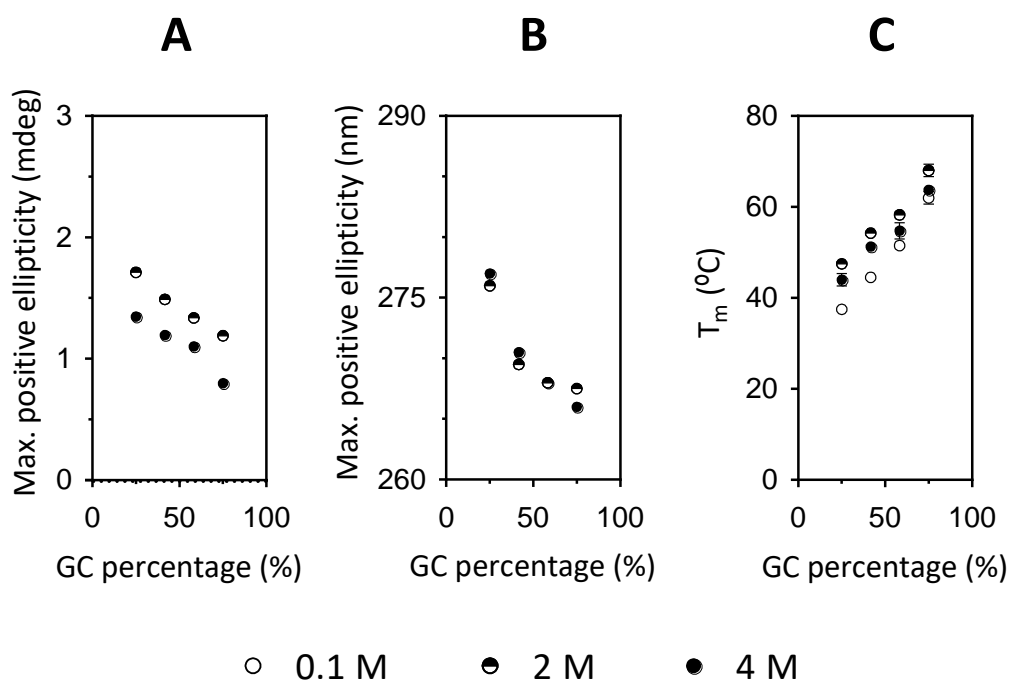 A
B
C
Max. positive ellipticity (mdeg)
3
2
1
0
0
50
100
GC percentage (%)
Max. positive ellipticity (nm)
290
275
260
0
50
100
GC percentage (%)
Tm (⁰C)
80
60
40
20
0
0
50
100
GC percentage (%)
0.1 M
2 M
4 M